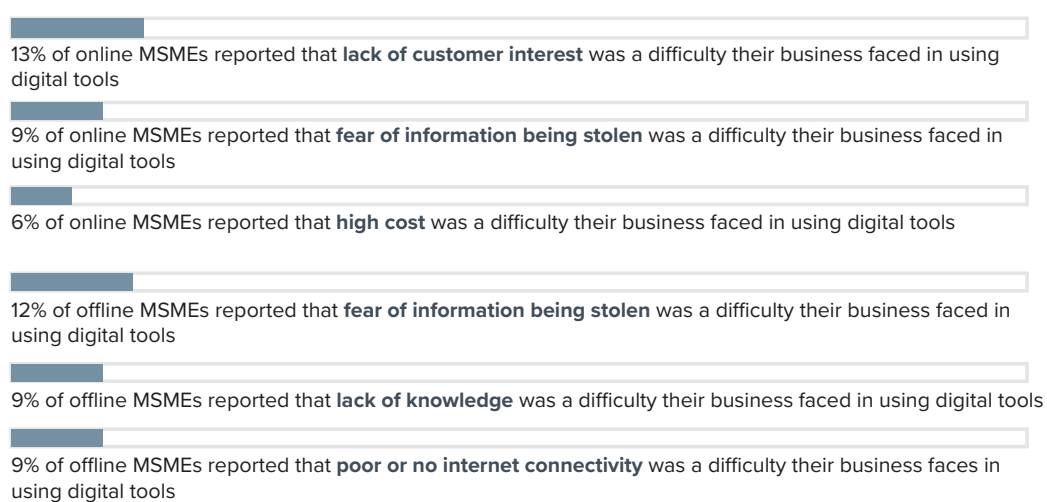 13% of online MSMEs reported that lack of customer interest was a difficulty their business faced in using
digital tools
9% of online MSMEs reported that fear of information being stolen was a difficulty their business faced in
using digital tools
6% of online MSMEs reported that high cost was a difficulty their business faced in using digital tools
12% of offline MSMEs reported that fear of information being stolen was a difficulty their business faced in
using digital tools
9% of offline MSMEs reported that lack of knowledge was a difficulty their business faced in using digital tools
9% of offline MSMEs reported that poor or no internet connectivity was a difficulty their business faces in
using digital tools